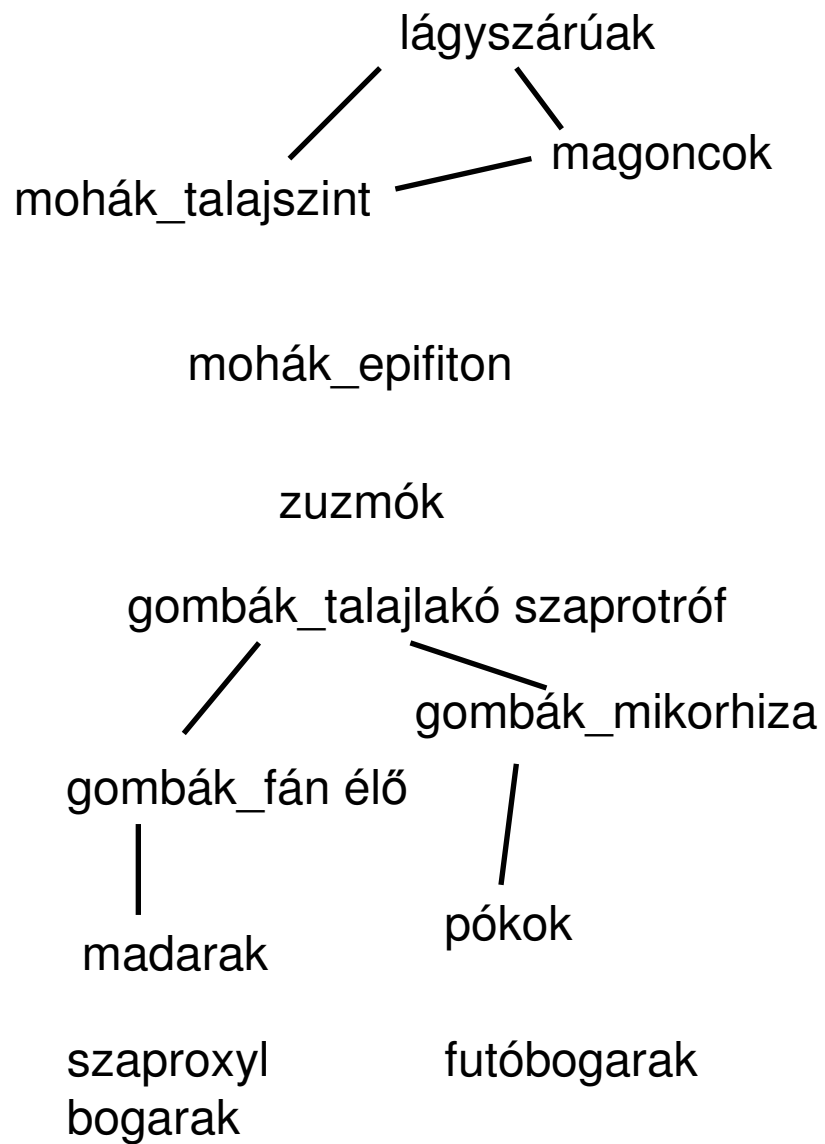 lágyszárúak
magoncok
mohák_talajszint
mohák_epifiton
zuzmók
gombák_talajlakó szaprotróf
gombák_mikorhiza
gombák_fán élő
pókok
madarak
szaproxyl
bogarak
futóbogarak